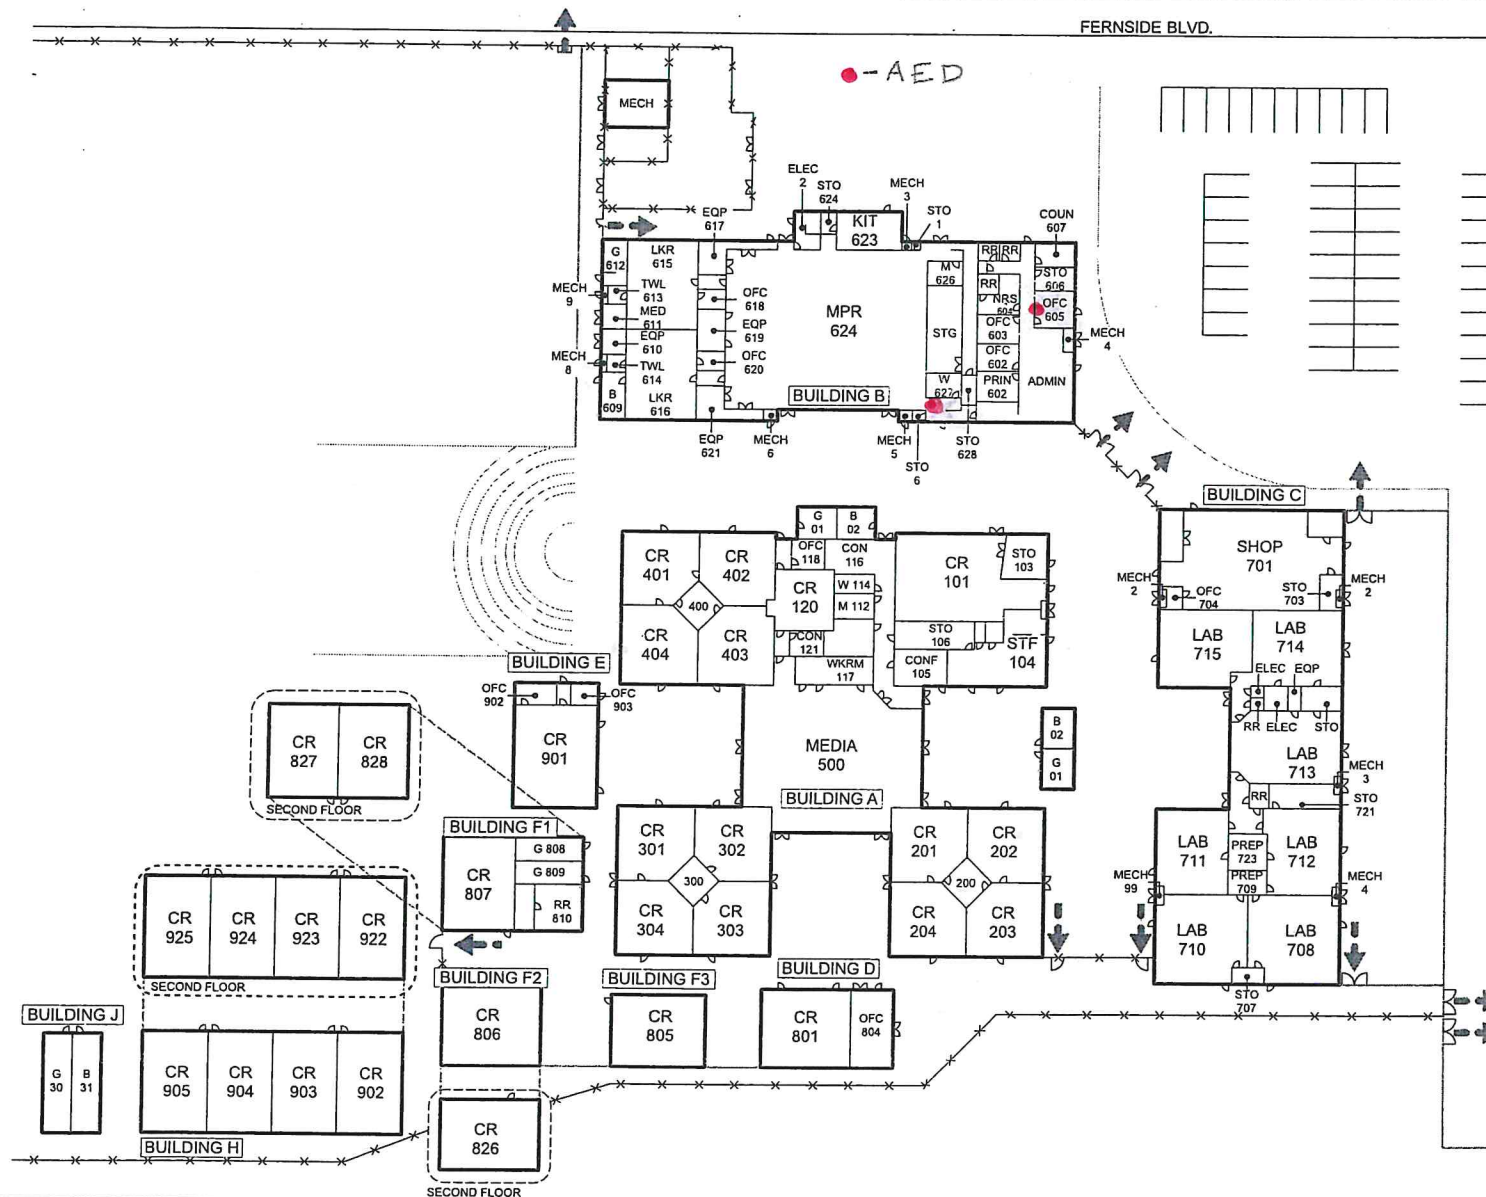 FERNSIDE BLVD.
- AED
MECH
ELEC
2
STO
624
MECH
3
STO
1
COUN
607
EQP
617
KIT
623
G
612
LKR
615
RR
RR
M
626
STO
606
MECH
9
TWL
613
OFC
618
RR
NRS
604
OFC
605
MED
611
MPR
624
EQP
619
STG
OFC
603
MECH
4
EQP
610
MECH
8
TWL
614
OFC
620
OFC
602
W
627
PRIN
602
ADMIN
B
609
LKR
616
BUILDING B
EQP
621
MECH
6
MECH
5
STO
6
STO
628
BUILDING C
G
01
B
02
CR
401
CR
402
OFC
118
CON
116
CR
101
STO
103
SHOP
701
400
CR
120
W 114
M 112
MECH
2
OFC
704
STO
703
MECH
2
CR
404
CR
403
CON
121
STO
106
STF
104
LAB
715
LAB
714
BUILDING E
WKRM
117
CONF
105
OFC
902
OFC
903
ELEC
EQP
RR
ELEC
STO
CR
827
CR
828
SECOND FLOOR
CR
901
MEDIA
500
B
02
G
01
LAB
713
MECH
3
BUILDING A
RR
STO
721
BUILDING F1
CR
807
G 808
G 809
RR
810
CR
301
CR
302
300
CR
304
CR
303
CR
201
CR
202
200
CR
204
CR
203
LAB
711
PREP
723
PREP
709
LAB
712
MECH
99
MECH
4
LAB
710
LAB
708
STO
707
CR
925
CR
924
CR
923
CR
922
SECOND FLOOR
BUILDING F2
BUILDING F3
BUILDING D
CR
806
CR
805
CR
801
OFC
804
BUILDING J
G
30
B
31
CR
905
CR
904
CR
903
CR
902
BUILDING H
CR
826
SECOND FLOOR